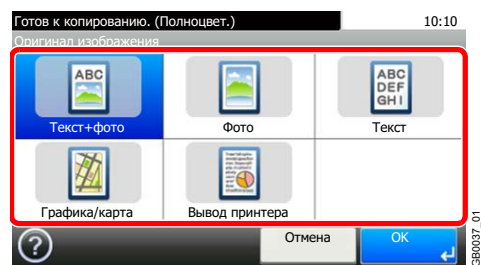 Готов к копированию. (Полноцвет.) 10:10
Оригинал изображения
ABC
ABC
DEF
GHI
Текст+фото Фото Текст
Графика/карта Вывод принтера
? Отмена OK
GB0037_01